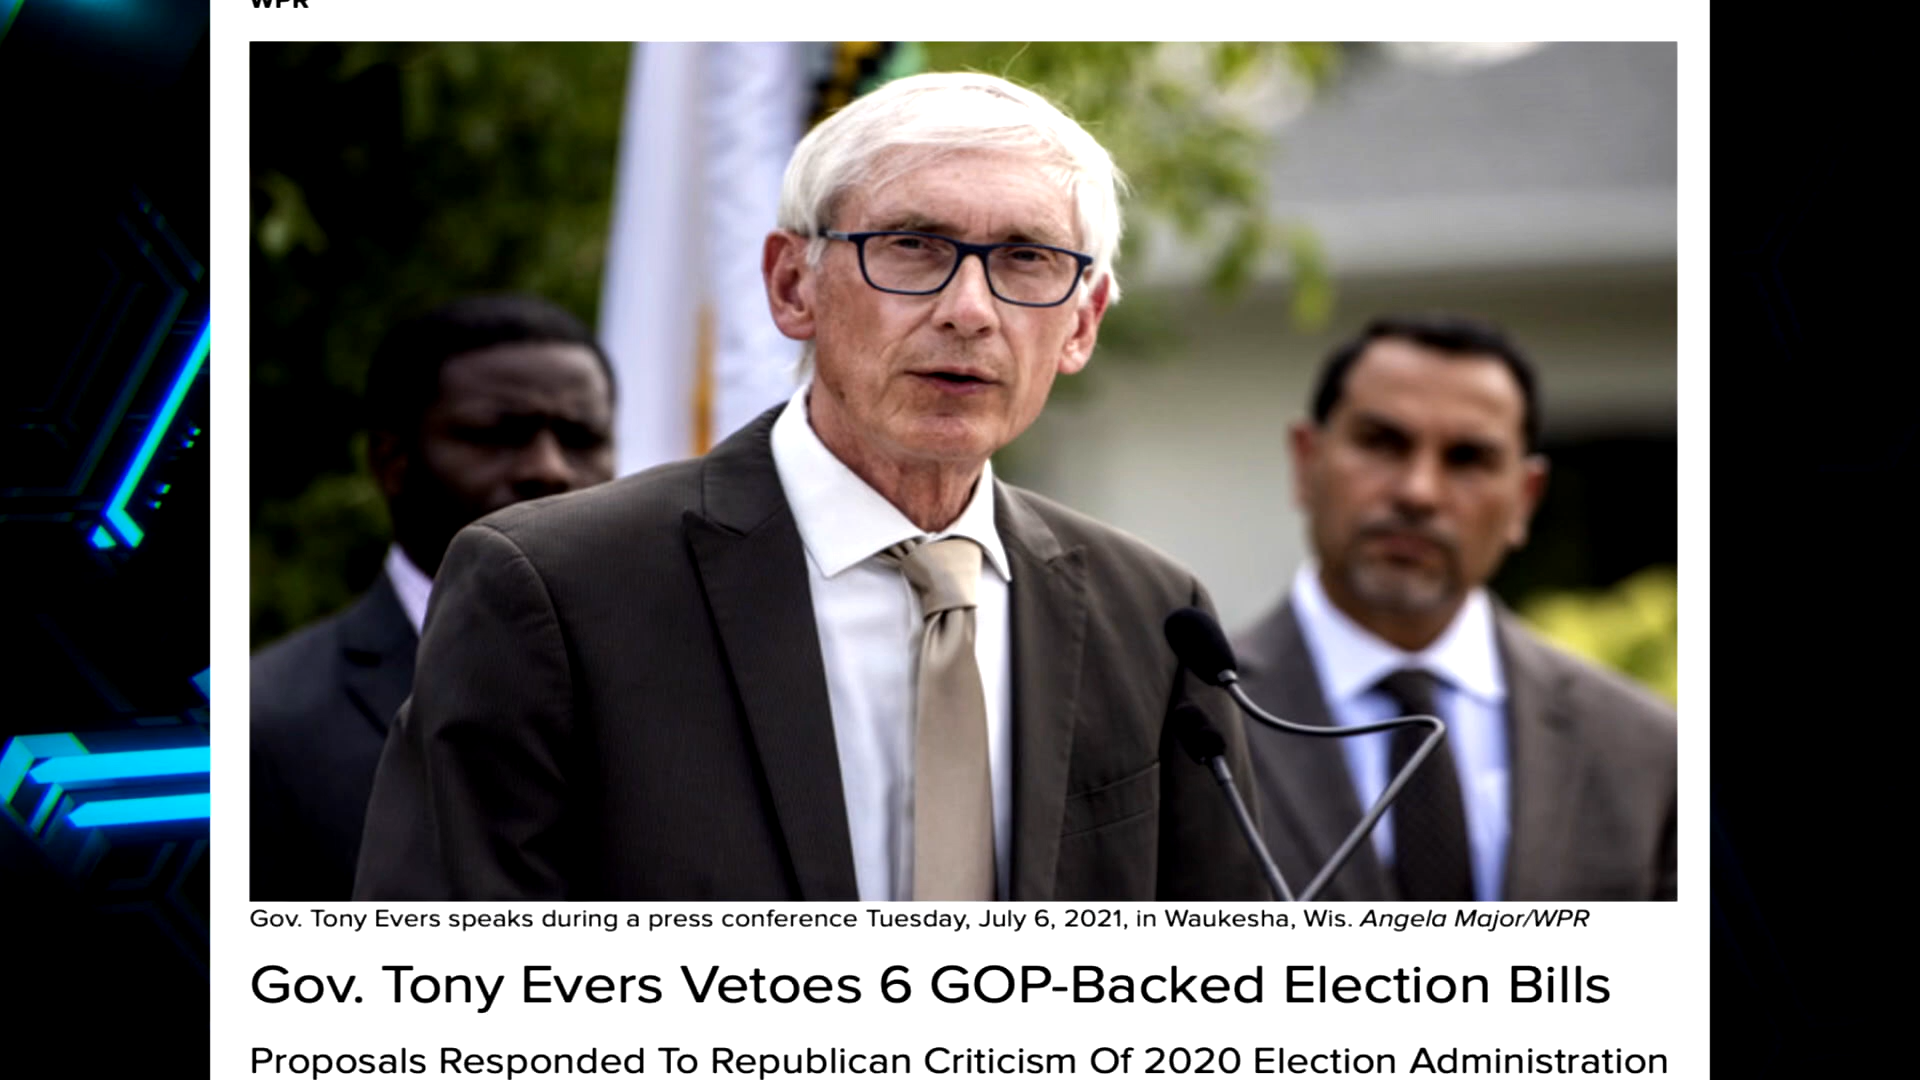 WPR
Gov. Tony Evers speaks during a press conference Tuesday, July 6, 2021, in Waukesha, Wis. Angela Major/WPR
Gov. Tony Evers Vetoes 6 GOP-Backed Election Bills
Proposals Responded To Republican Criticism Of 2020 Election Administration